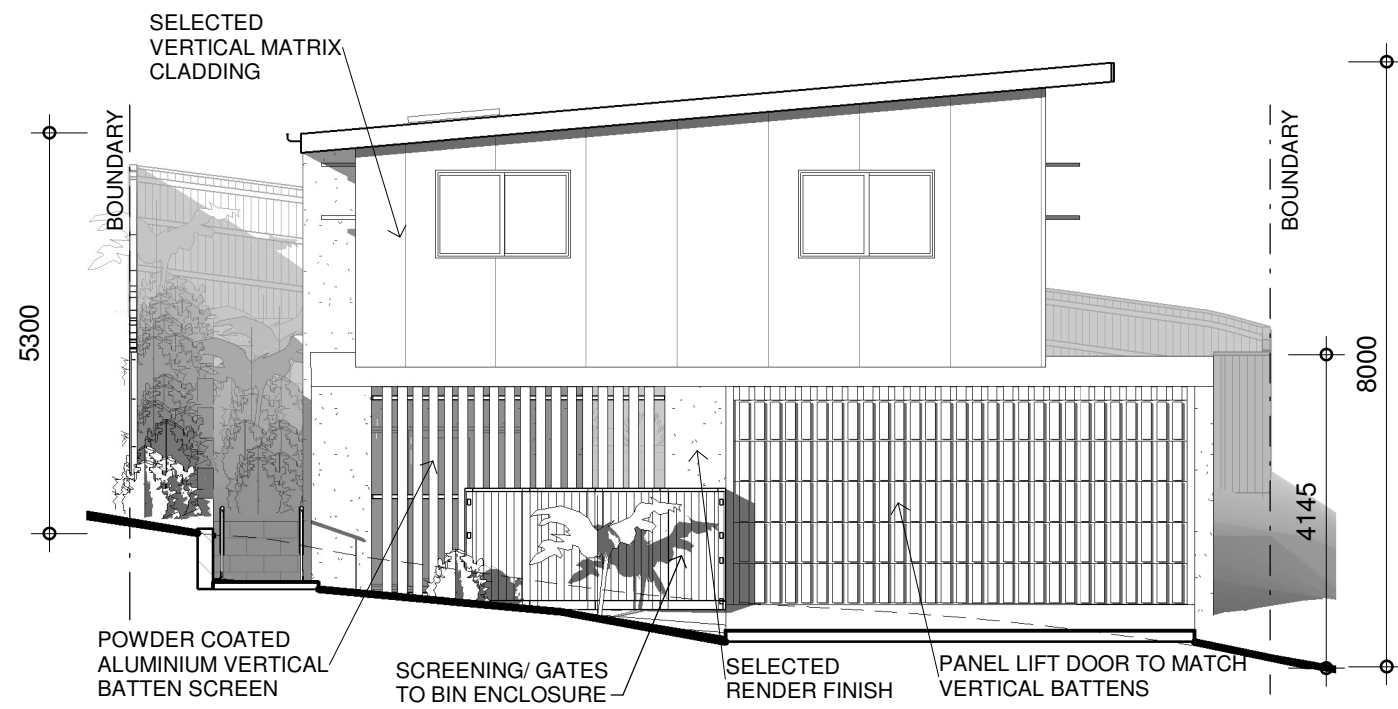 SELECTED
VERTICAL MATRIX
CLADDING
BOUNDARY
BOUNDARY
5300
8000
4145
POWDER COATED
ALUMINIUM VERTICAL
BATTEN SCREEN
SCREENING/ GATES
TO BIN ENCLOSURE
SELECTED
RENDER FINISH
PANEL LIFT DOOR TO MATCH
VERTICAL BATTENS